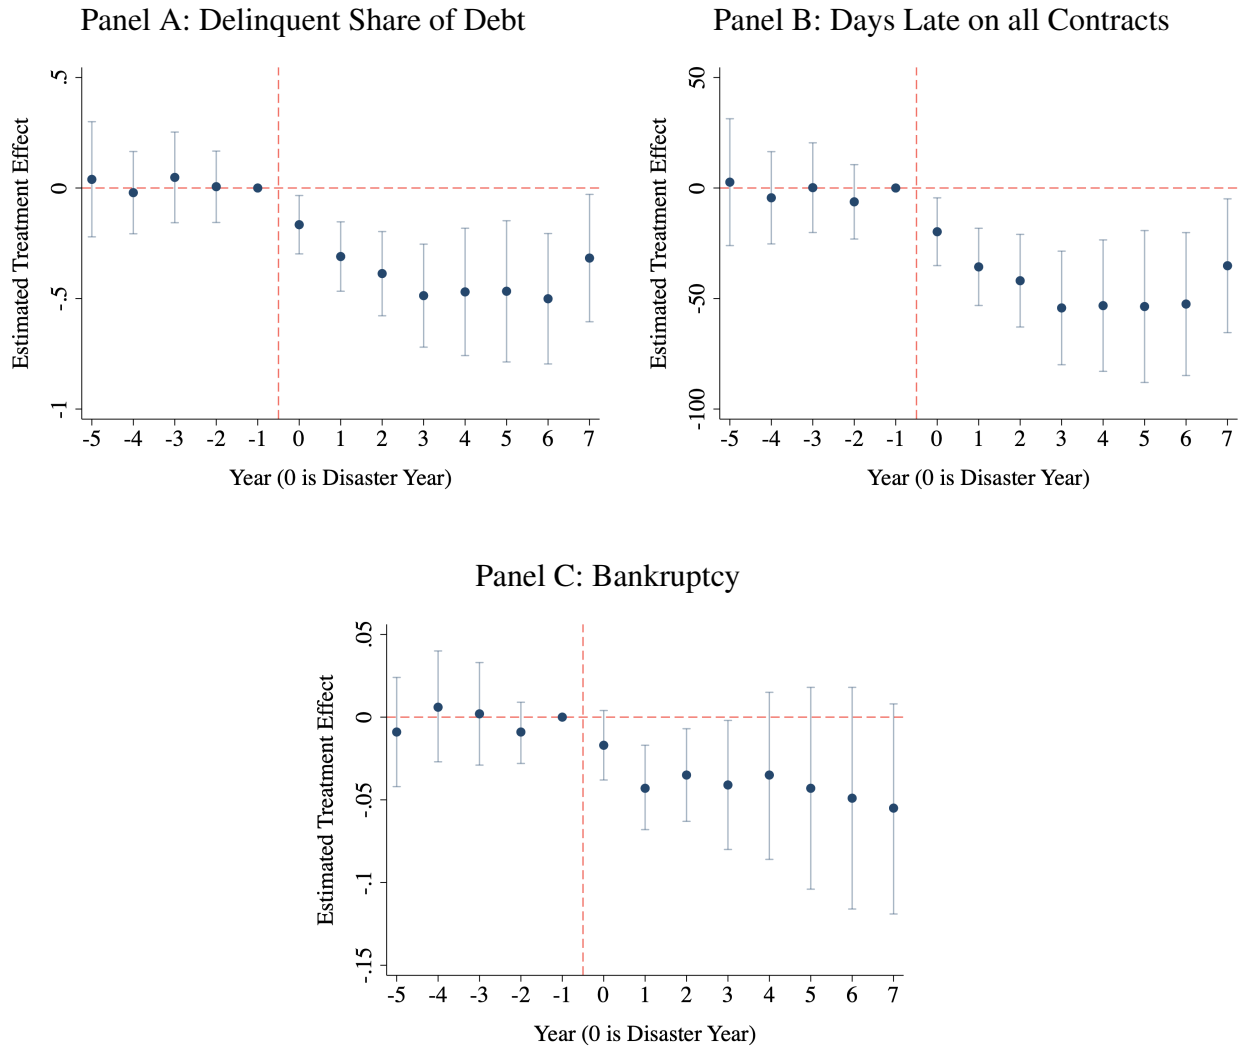 Panel A: Delinquent Share of Debt
Estimated Treatment Effect
.5
0
-.5
-1
-5 -4 -3 -2 -1 0 1 2 3 4 5 6 7
Year (0 is Disaster Year)
Panel B: Days Late on all Contracts
Estimated Treatment Effect
50
0
-50
-100
-5 -4 -3 -2 -1 0 1 2 3 4 5 6 7
Year (0 is Disaster Year)
Panel C: Bankruptcy
Estimated Treatment Effect
.05
0
-.05
-.1
-.15
-5 -4 -3 -2 -1 0 1 2 3 4 5 6 7
Year (0 is Disaster Year)